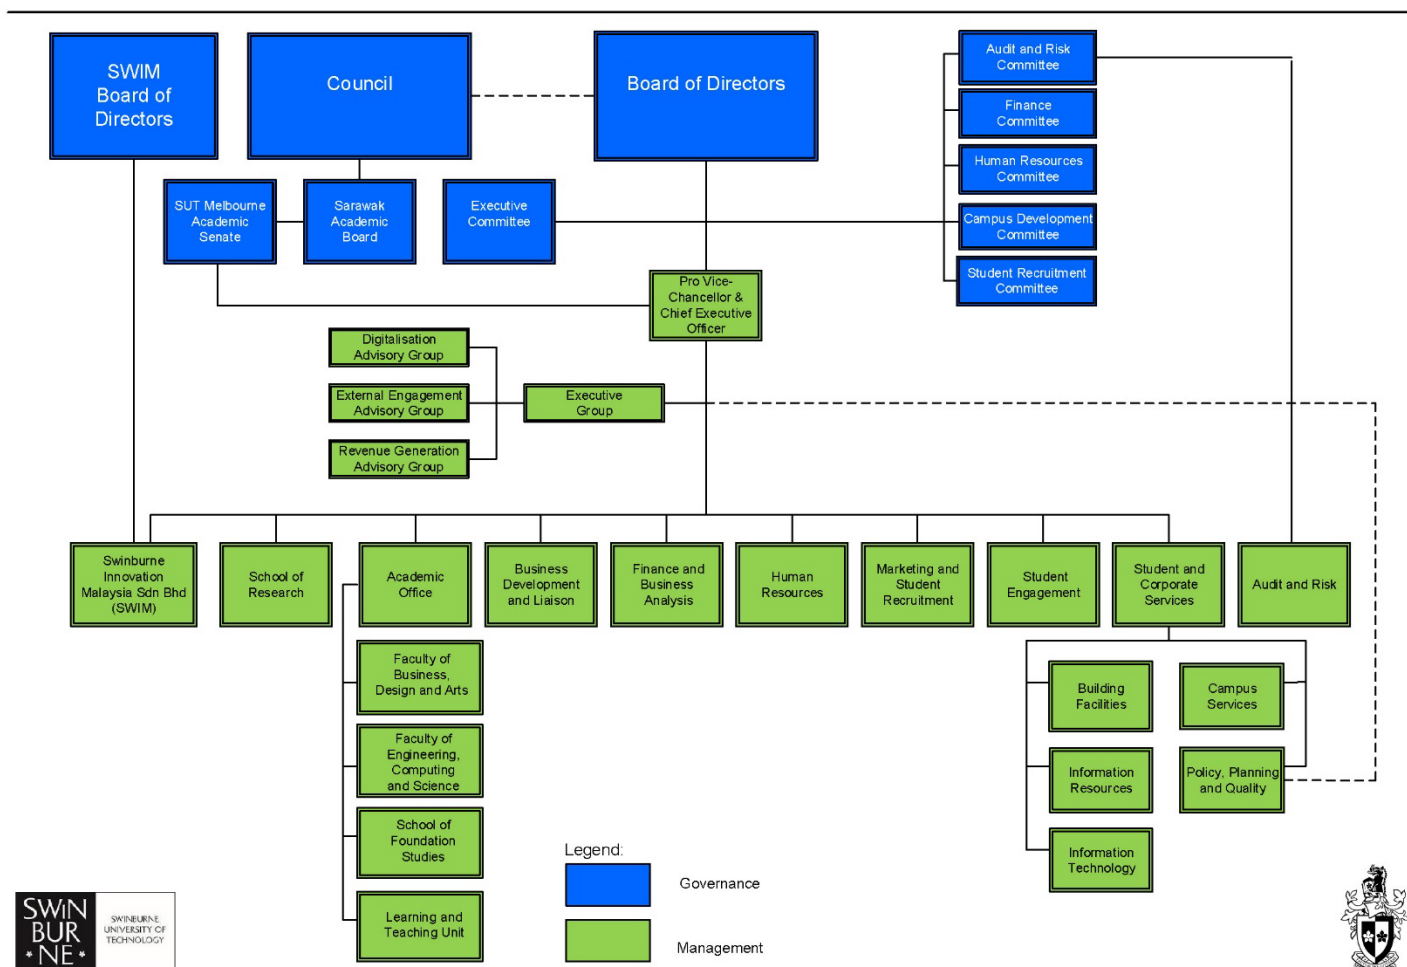 SWIM
Board of
Directors
Council
Board of Directors
Audit and Risk
Committee
Finance
Committee
Human Resources
Committee
Campus Development
Committee
Student Recruitment
Committee
SUT Melbourne
Academic
Senate
Sarawak
Academic
Board
Executive
Committee
Pro Vice-
Chancellor &
Chief Executive
Officer
Digitalisation
Advisory Group
External Engagement
Advisory Group
Revenue Generation
Advisory Group
Executive
Group
Swinburne
Innovation
Malaysia Sdn Bhd
(SWIM)
School of
Research
Academic
Office
Business
Development
and Liaison
Finance and
Business
Analysis
Human
Resources
Marketing and
Student
Recruitment
Student
Engagement
Student and
Corporate
Services
Audit and Risk
Faculty of
Business,
Design and Arts
Faculty of
Engineering,
Computing
and Science
School of
Foundation
Studies
Learning and
Teaching Unit
Building
Facilities
Campus
Services
Information
Resources
Policy, Planning
and Quality
Information
Technology
Legend:
Governance
Management
SWIN
BUR
NE
SWINBURNE
UNIVERSITY OF
TECHNOLOGY